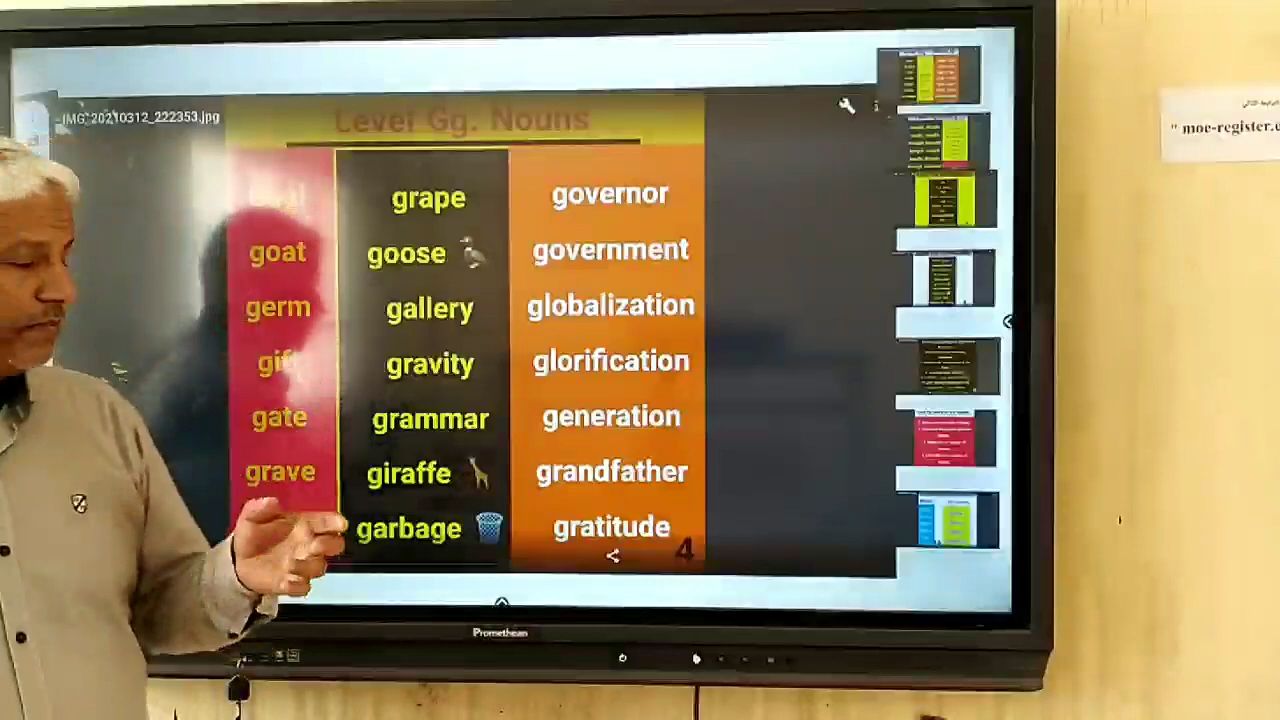 IMG_20210312_222353.jpg
Level Gg. Nouns
grape governor
goat goose government
germ gallery globalization
gift gravity glorification
gate grammar generation
grave giraffe grandfather
garbage gratitude
4
Promethean
" moe-register.